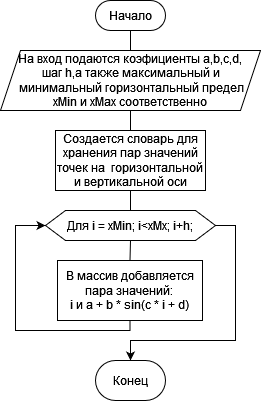 Начало
На вход подаются коэфициенты a,b,c,d,
шаг h,а также максимальный и
минимальный горизонтальный предел
xMin и xMax соответственно
Создается словарь для
хранения пар значений
точек на горизонтальной
и вертикальной оси
Для i = xMin; i<xMx; i+h;
В массив добавляется
пара значений:
i и a + b * sin(c * i + d)
Конец